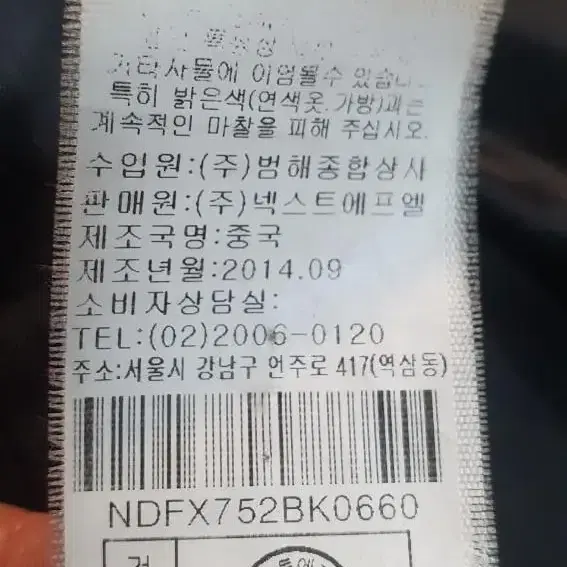 기타사물에 이염될수 있습니다.
특히 밝은색(연색옷.가방)과는
계속적인 마찰을 피해 주십시오.
수입원:(주)범해종합상사
판매원:(주)넥스트에프엘
제조국명:중국
제조년월:2014.09
소비자상담실:
TEL:(02)2006-0120
주소:서울시 강남구 언주로 417(역삼동)
NDFX752BK0660